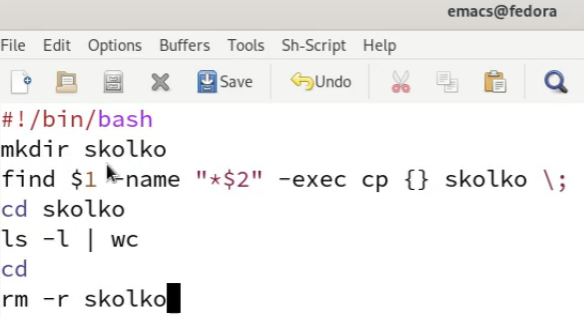 emacs@fedora
File Edit Options Buffers Tools Sh-Script Help
Save Undo
#!/bin/bash
mkdir skolko
find $1 -name "*$2" -exec cp {} skolko \;
cd skolko
ls -l | wc
cd
rm -r skolko